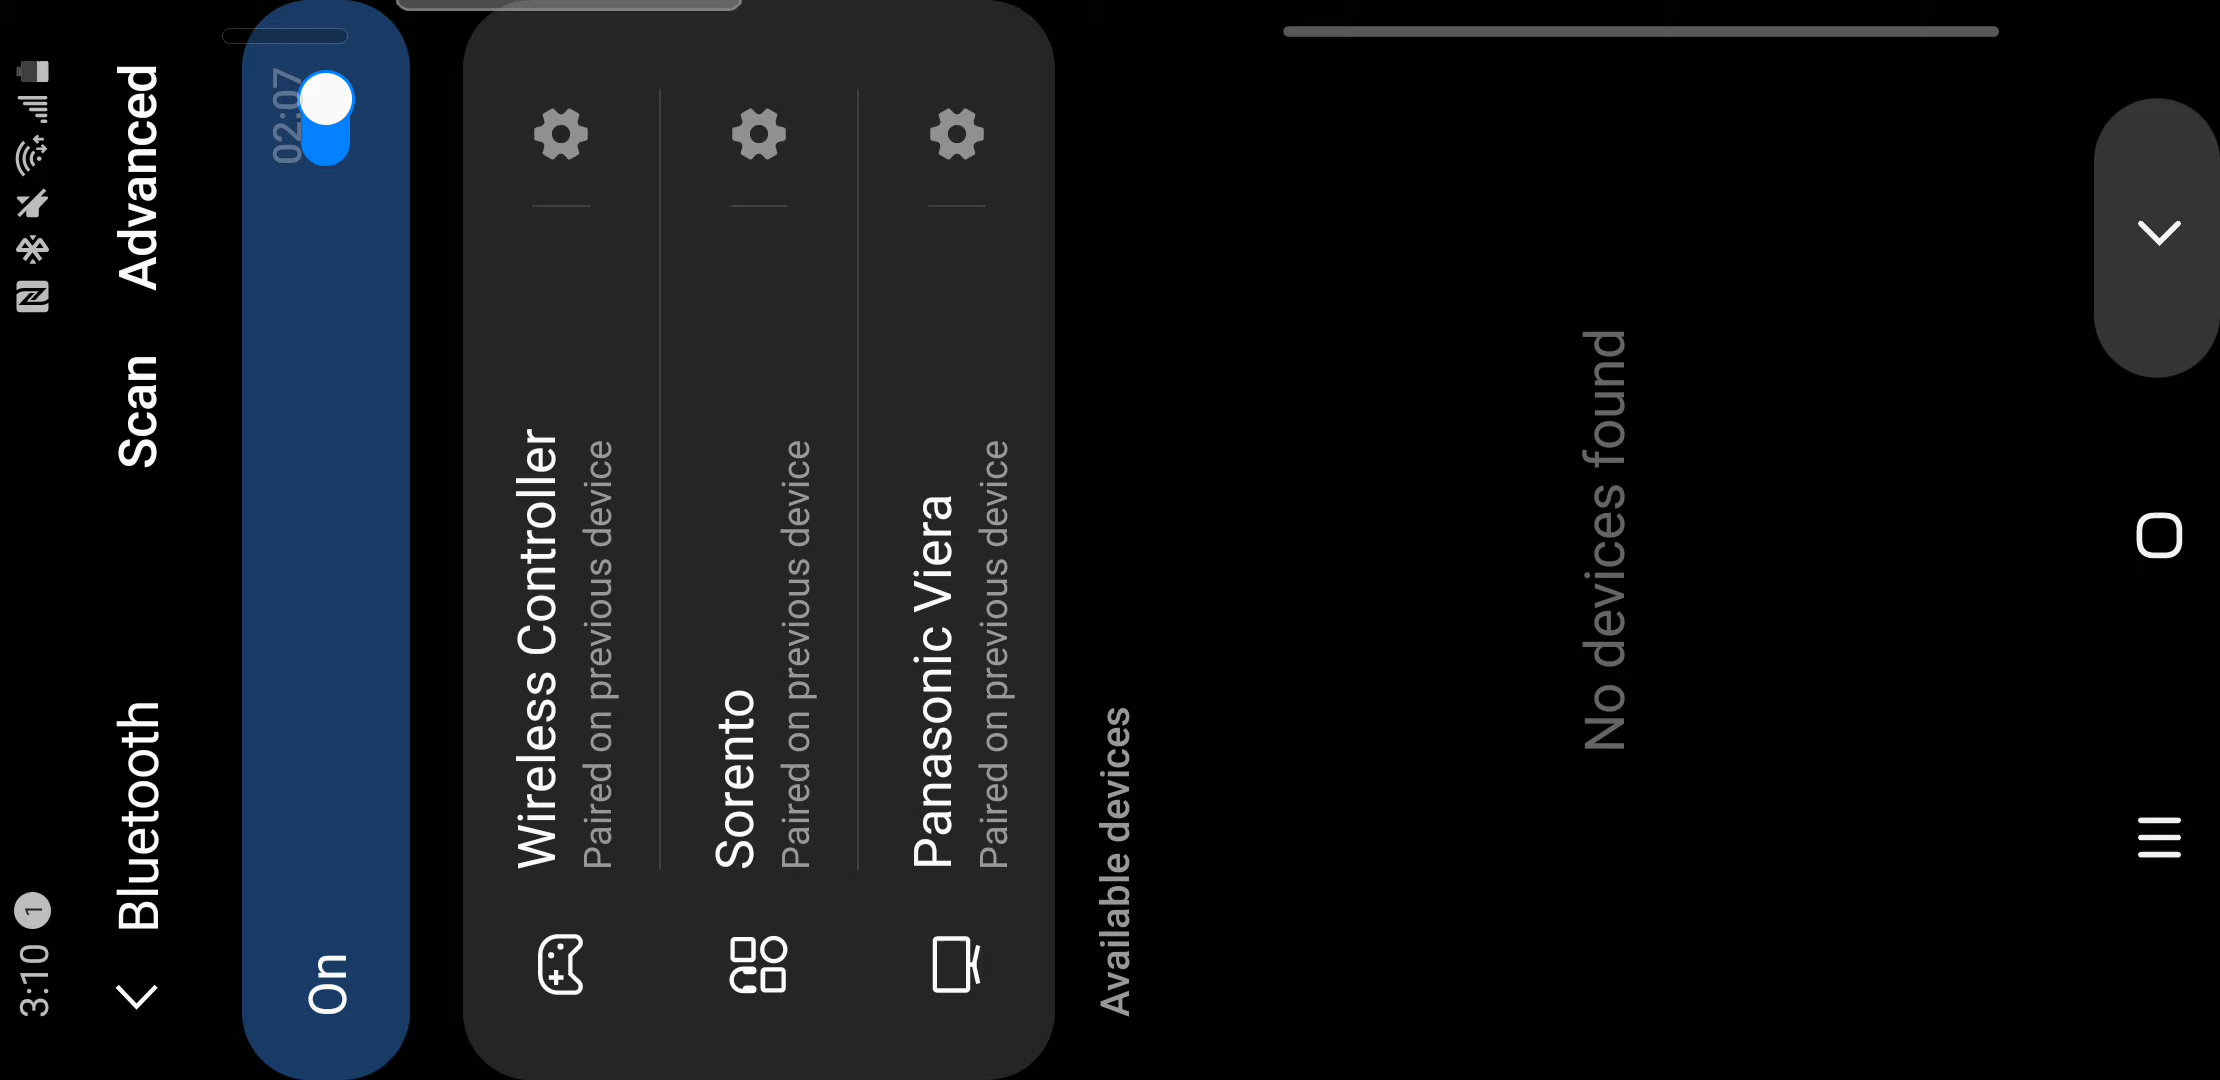 3:10 1
Bluetooth Scan Advanced
02:07
On
Wireless Controller
Paired on previous device
Sorento
Paired on previous device
Panasonic Viera
Paired on previous device
Available devices
No devices found